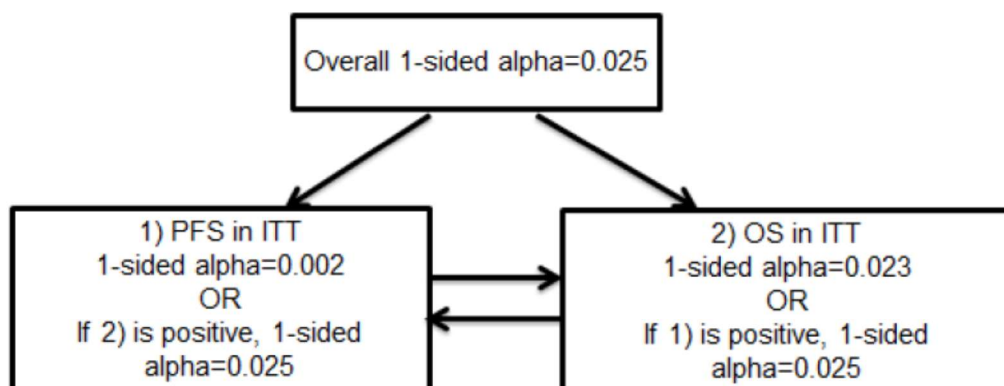 Overall 1-sided alpha=0.025
1) PFS in ITT
1-sided alpha=0.002
OR
If 2) is positive, 1-sided
alpha=0.025
2) OS in ITT
1-sided alpha=0.023
OR
If 1) is positive, 1-sided
alpha=0.025